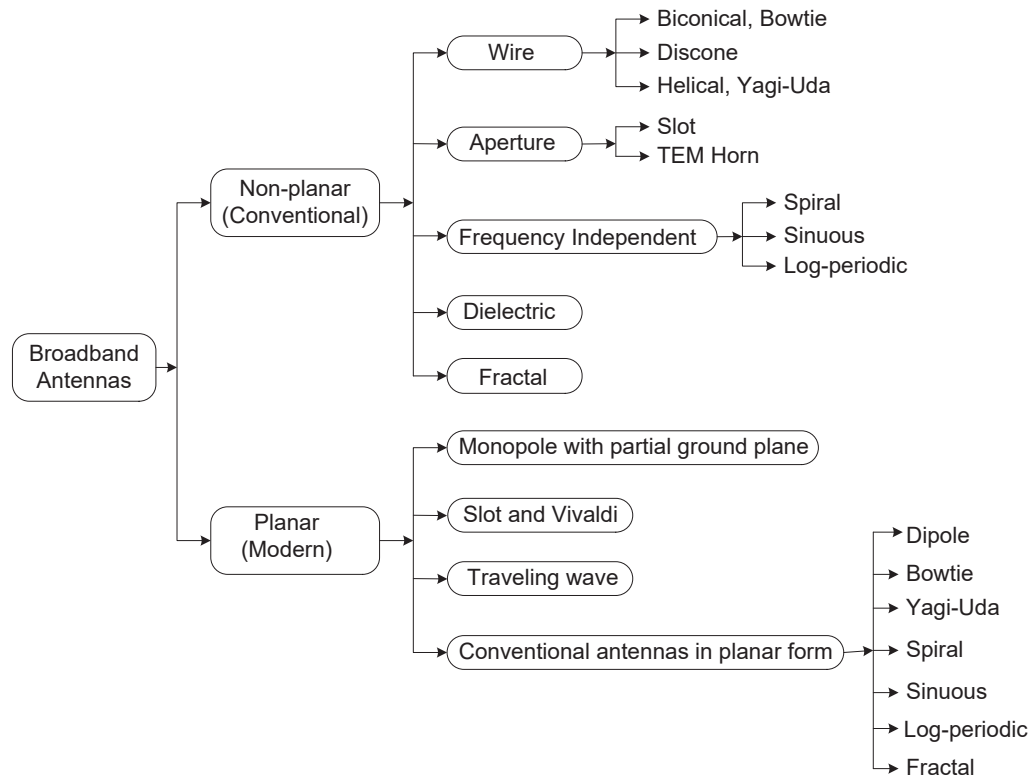 Broadband
Antennas
Non-planar
(Conventional)
Wire
Biconical, Bowtie
Discone
Helical, Yagi-Uda
Aperture
Slot
TEM Horn
Frequency Independent
Spiral
Sinuous
Log-periodic
Dielectric
Fractal
Planar
(Modern)
Monopole with partial ground plane
Slot and Vivaldi
Traveling wave
Conventional antennas in planar form
Dipole
Bowtie
Yagi-Uda
Spiral
Sinuous
Log-periodic
Fractal